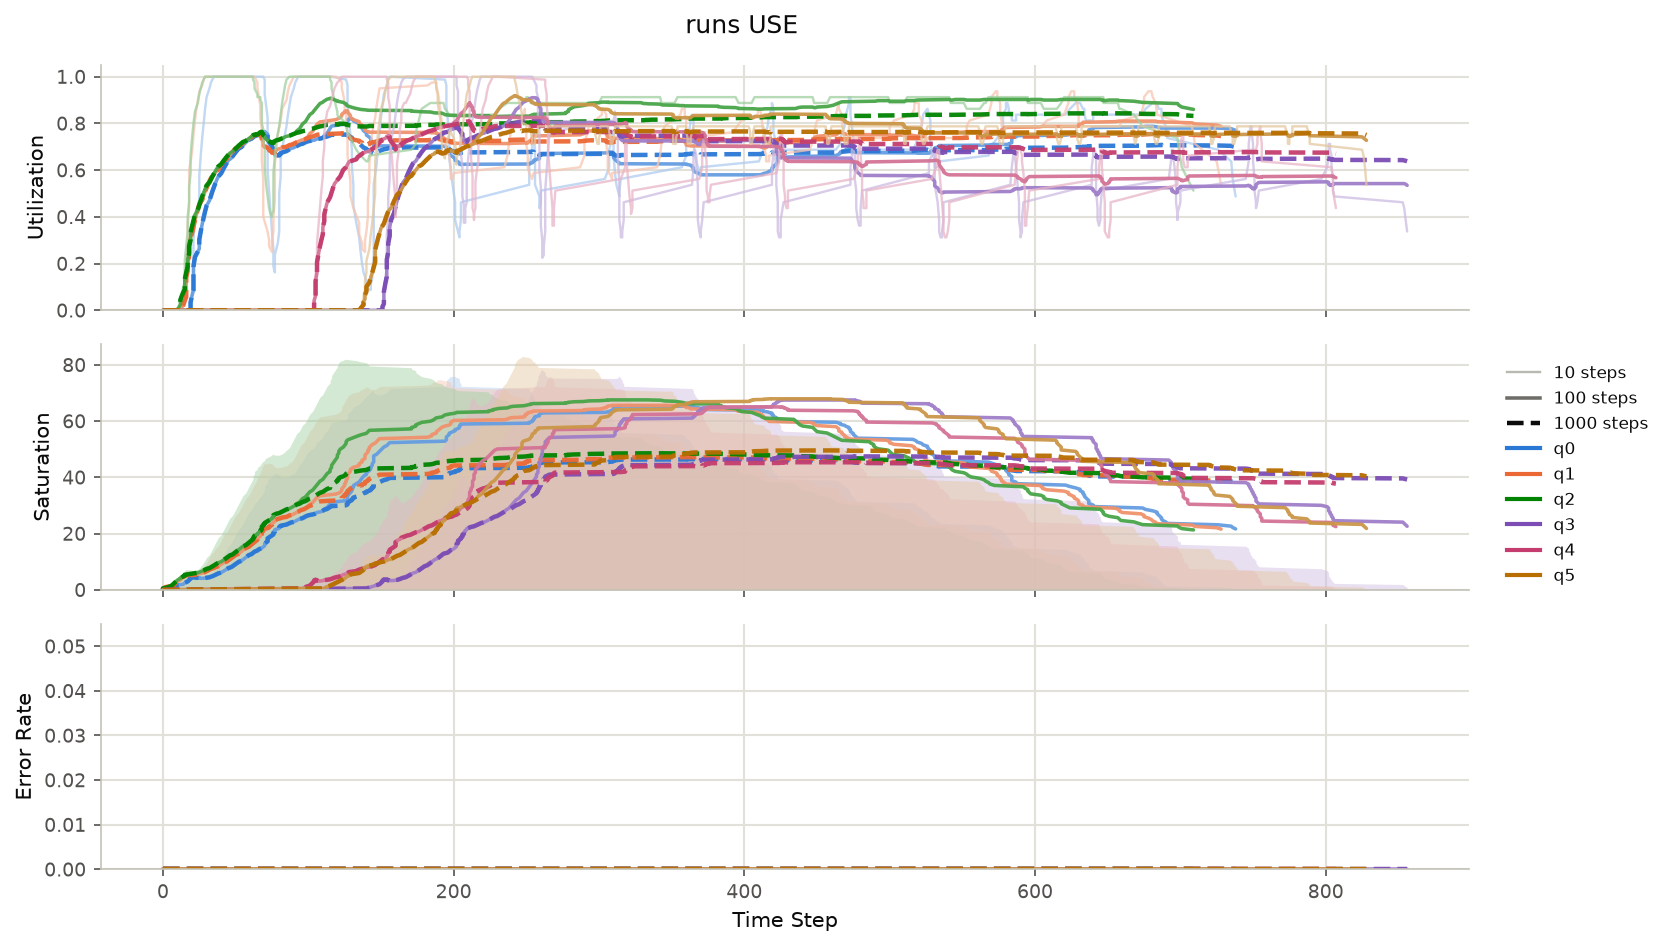 runs USE
1.0
0.8
0.6
0.4
0.2
0.0
Utilization
80
60
40
20
0
Saturation
10 steps
100 steps
1000 steps
q0
q1
q2
q3
q4
q5
0.05
0.04
0.03
0.02
0.01
0.00
Error Rate
0 200 400 600 800
Time Step